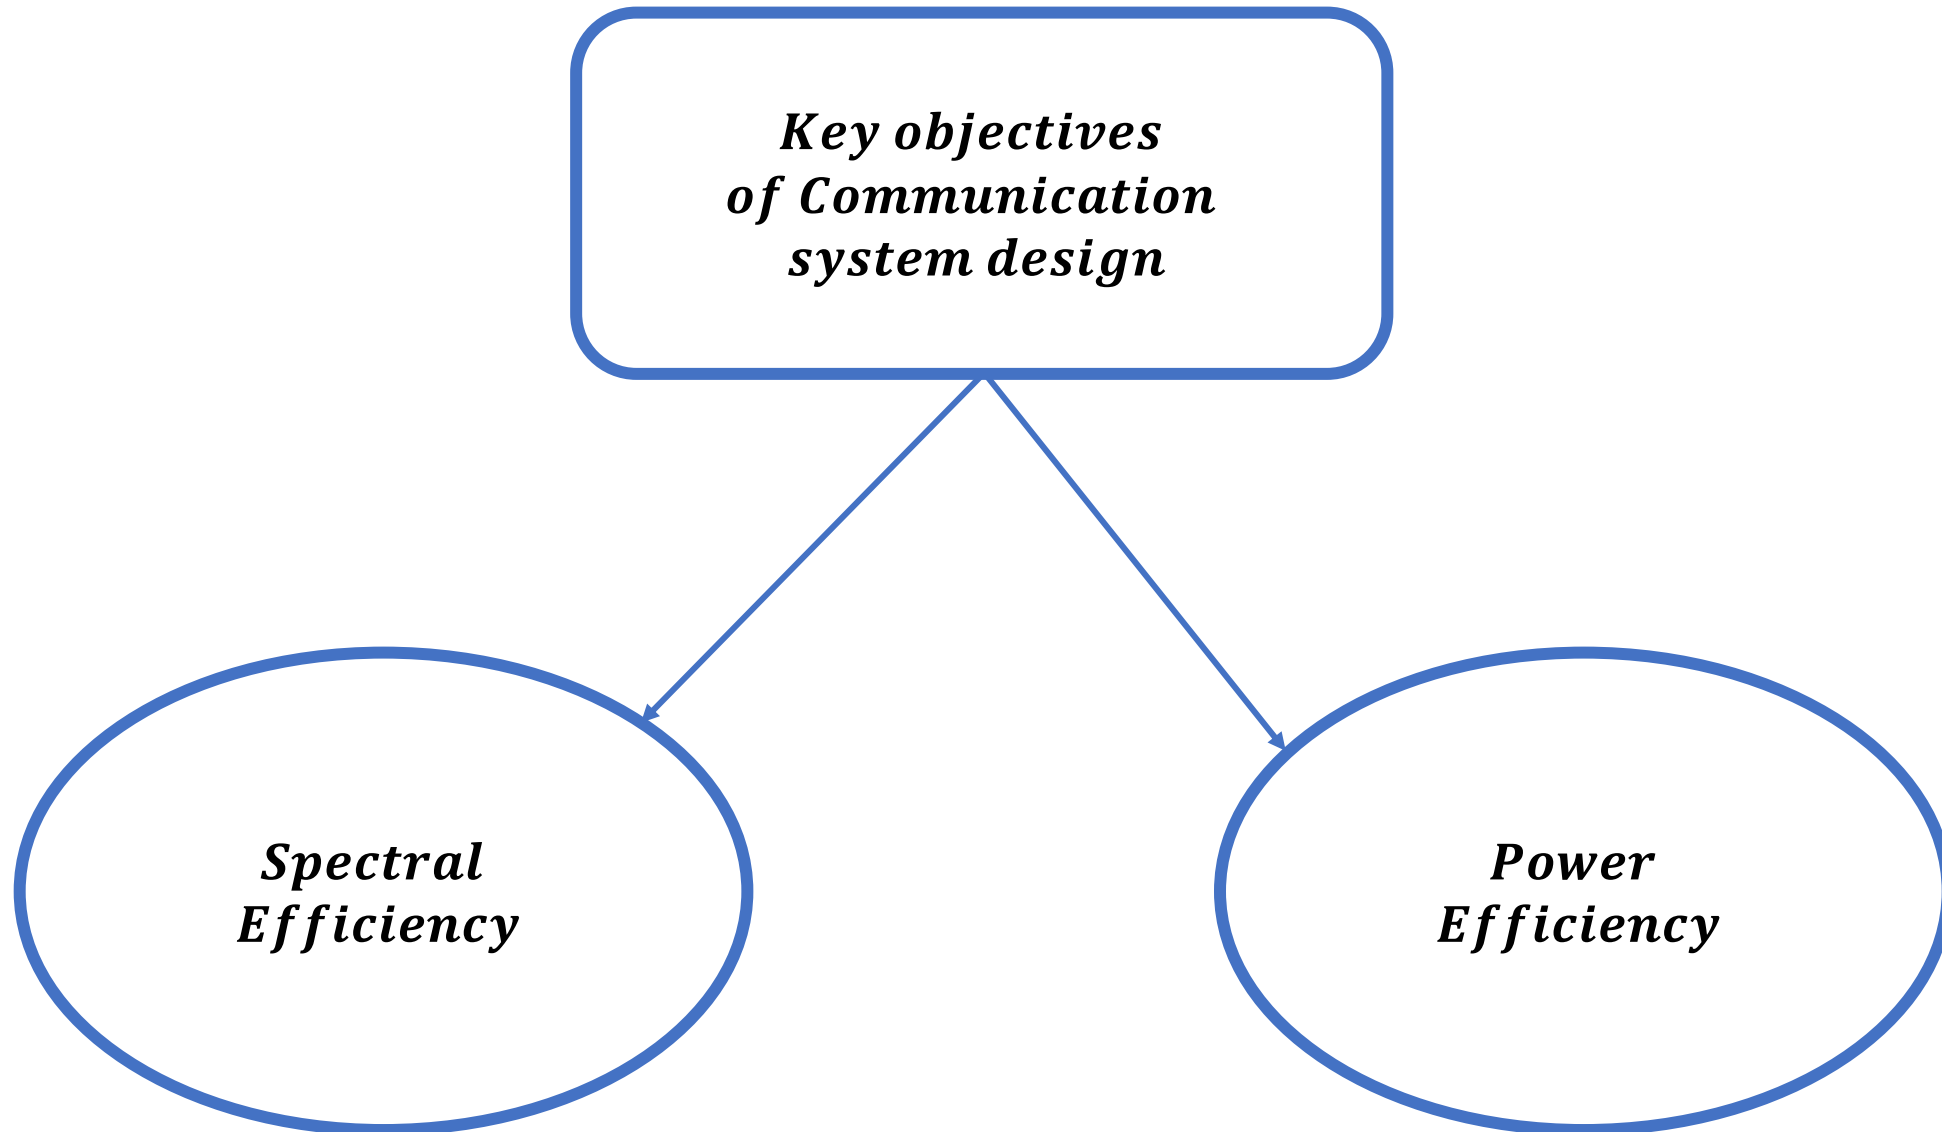 Key objectives
of Communication
system design
Spectral
Efficiency
Power
Efficiency